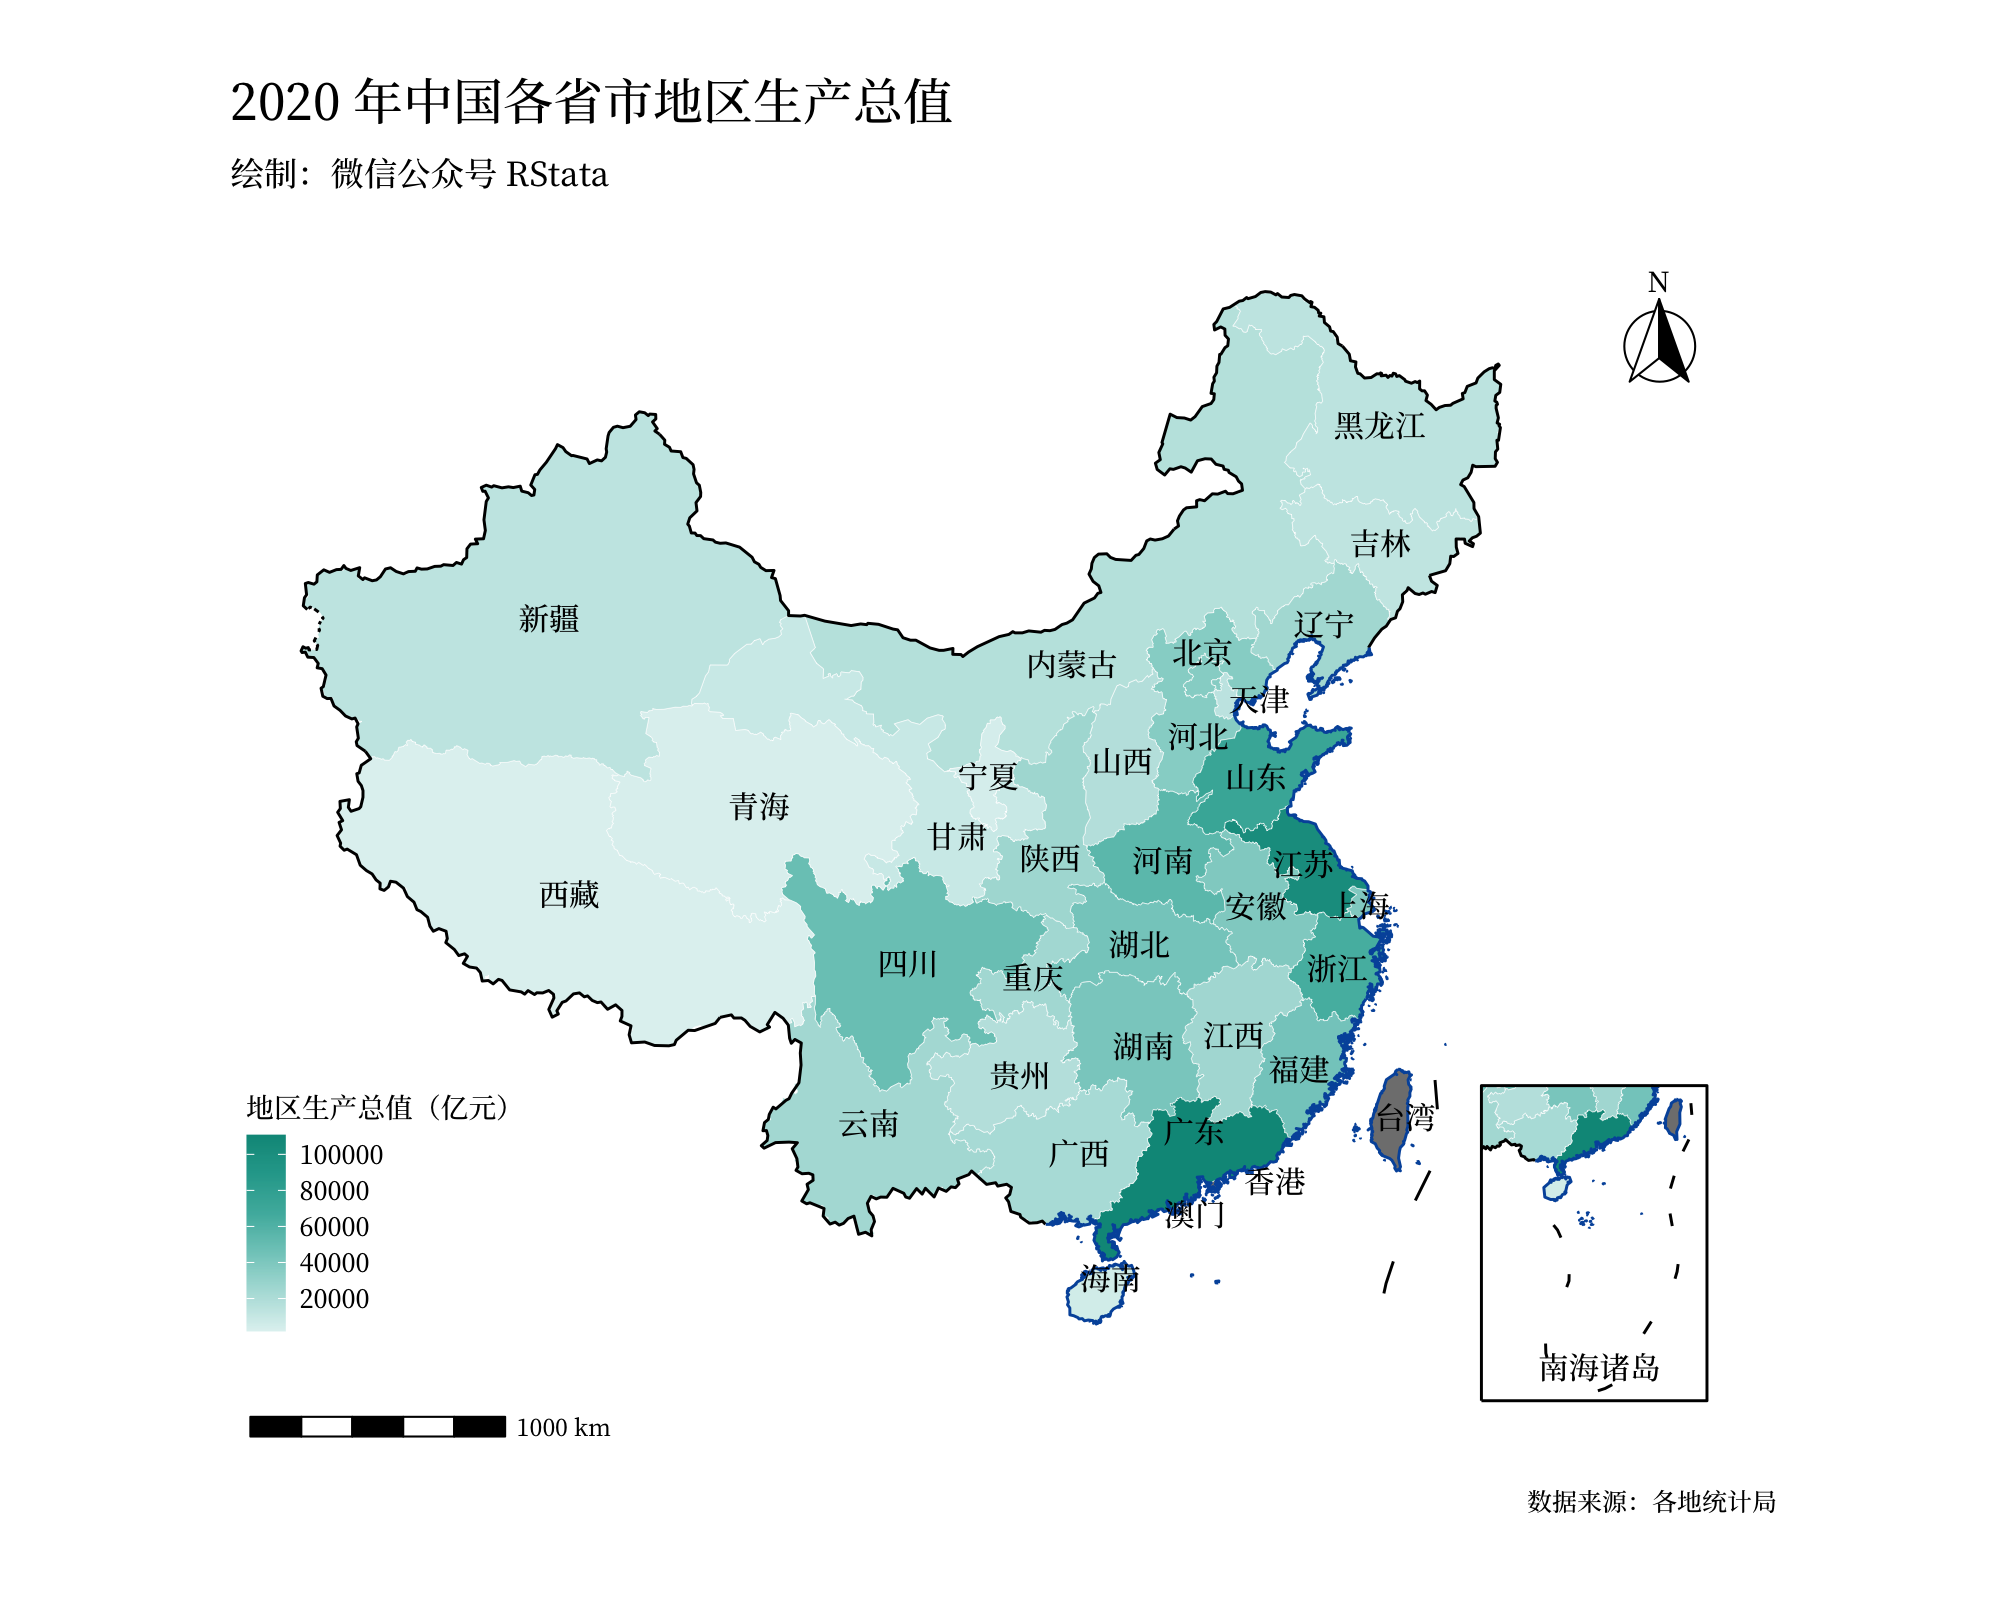 2020 年中国各省市地区生产总值
绘制：微信公众号 RStata
N
黑龙江
吉林
新疆
辽宁
北京
内蒙古
天津
河北
山西
宁夏
山东
青海
甘肃
陕西
河南
江苏
西藏
安徽
上海
湖北
四川
重庆
浙江
江西
湖南
福建
贵州
云南
台湾
广东
广西
香港
澳门
海南
南海诸岛
地区生产总值（亿元）
100000
80000
60000
40000
20000
1000 km
数据来源：各地统计局